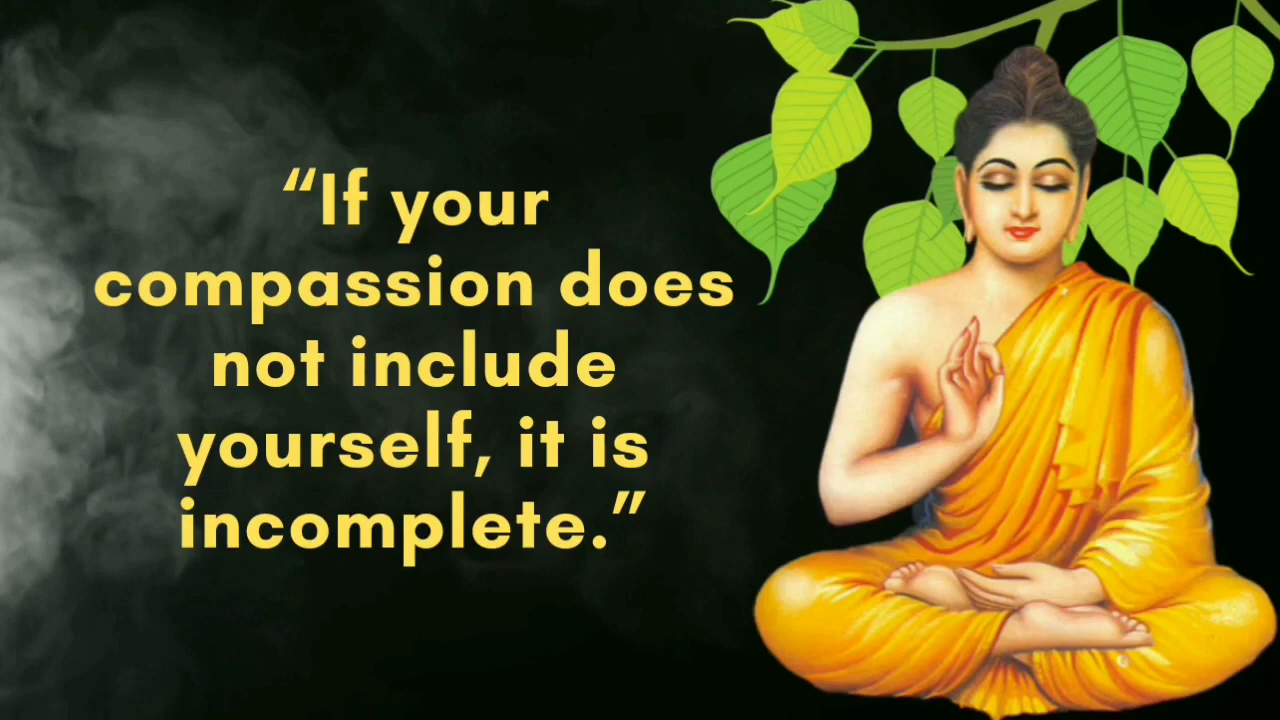 “If your
compassion does
not include
yourself, it is
incomplete.”